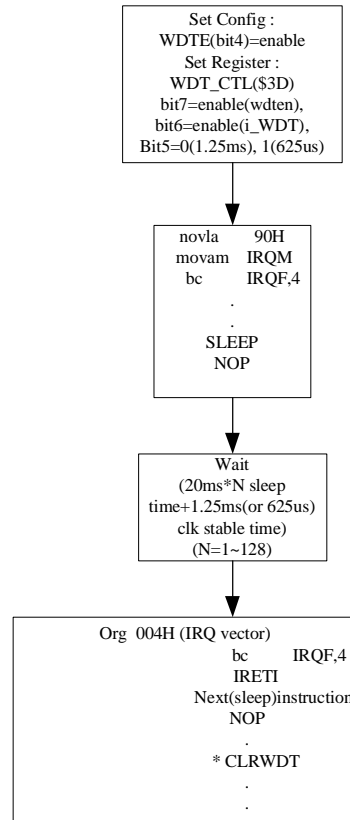 Set Config :
WDTE(bit4)=enable
Set Register :
WDT_CTL($3D)
bit7=enable(wdten),
bit6=enable(i_WDT),
Bit5=0(1.25ms), 1(625us)
novla 90H
movam IRQM
bc IRQF,4
.
.
SLEEP
NOP
Wait
(20ms*N sleep
time+1.25ms(or 625us)
clk stable time)
(N=1~128)
Org 004H (IRQ vector)
bc IRQF,4
IRETI
Next(sleep)instruction
NOP
.
* CLRWDT
.
.